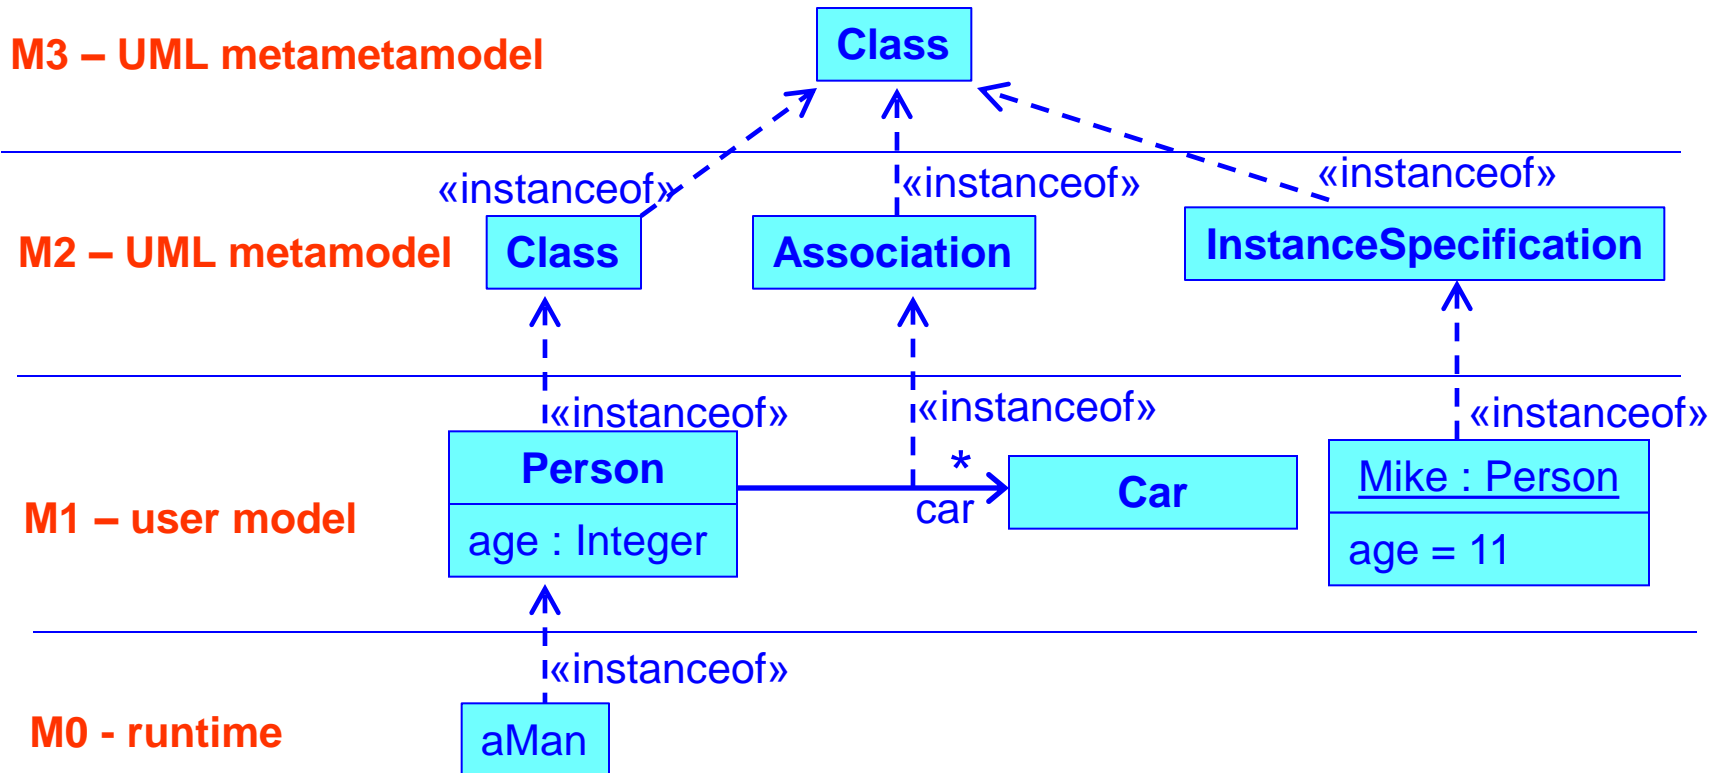 M3 – UML metametamodel
Class
«instanceof»
«instanceof»
«instanceof»
M2 – UML metamodel
Class
Association
InstanceSpecification
«instanceof»
«instanceof»
«instanceof»
M1 – user model
Person
age : Integer
*
car
Car
Mike : Person
age = 11
«instanceof»
M0 - runtime
aMan